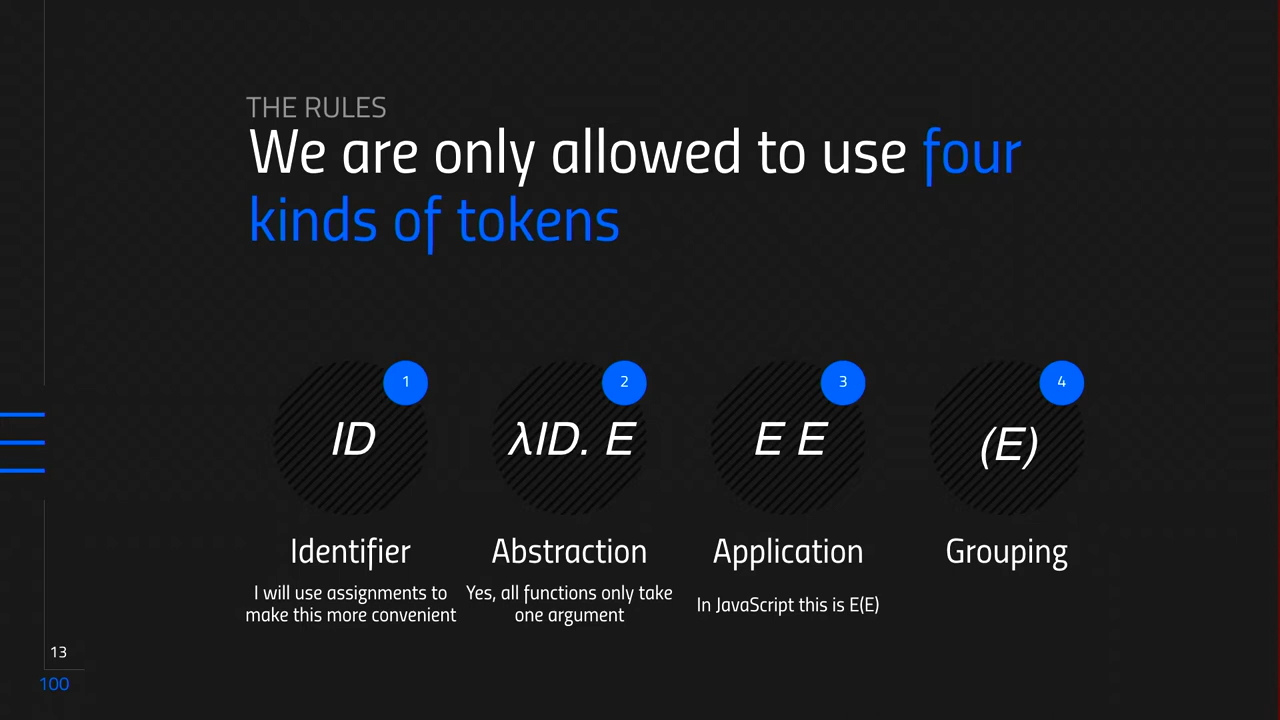 THE RULES
We are only allowed to use four
kinds of tokens
1
2
3
4
ID
λID. E
E E
(E)
Identifier
Abstraction
Application
Grouping
I will use assignments to
make this more convenient
Yes, all functions only take
one argument
In JavaScript this is E(E)
13
100